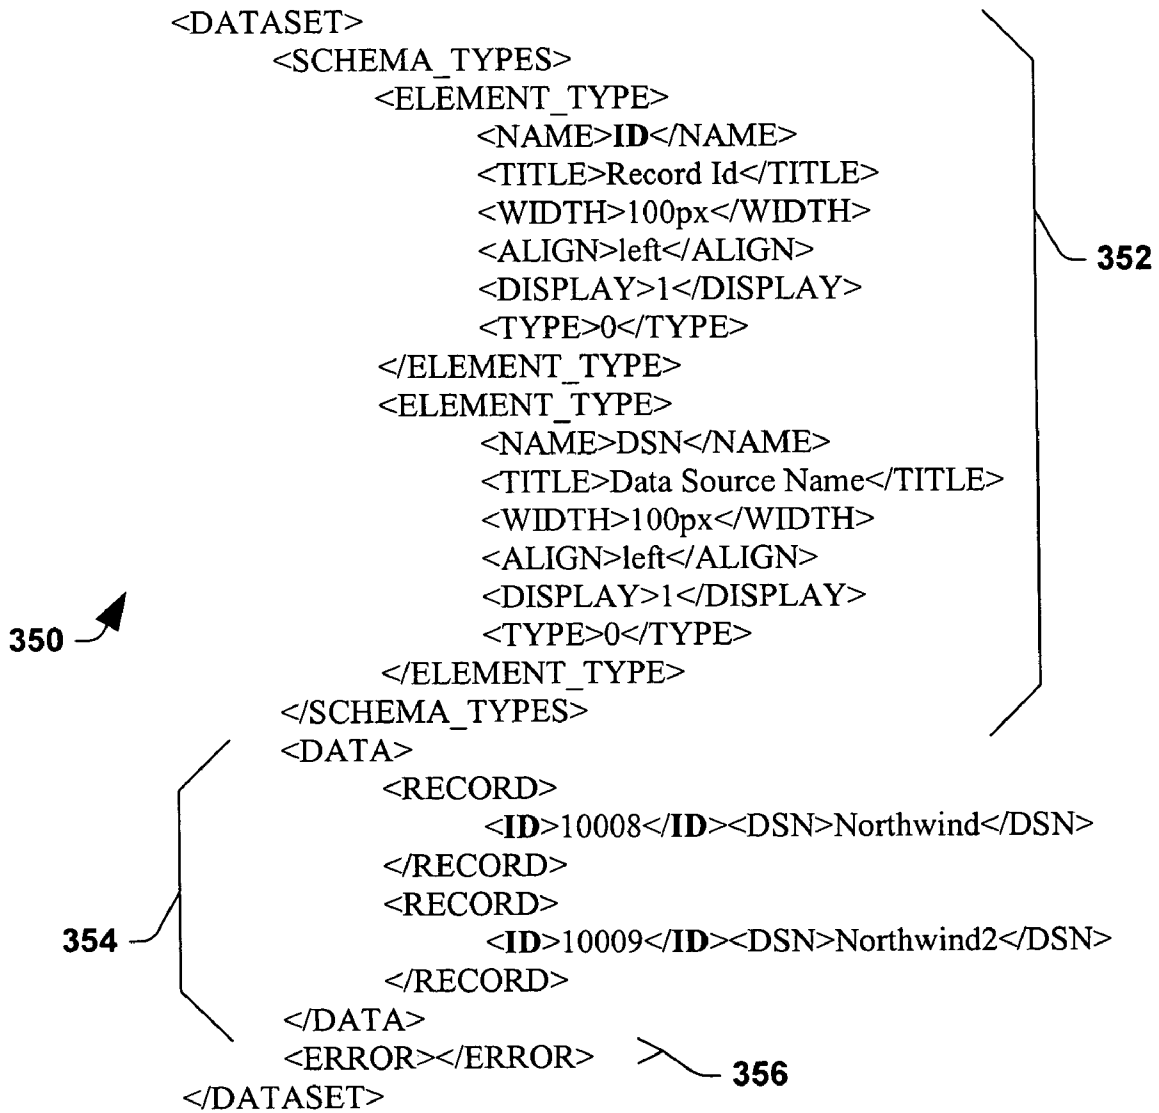 <DATASET>
<SCHEMA_TYPES>
<ELEMENT_TYPE>
<NAME>ID</NAME>
<TITLE>Record Id</TITLE>
<WIDTH>100px</WIDTH>
<ALIGN>left</ALIGN>
352
<DISPLAY>1</DISPLAY>
<TYPE>0</TYPE>
</ELEMENT_TYPE>
<ELEMENT_TYPE>
<NAME>DSN</NAME>
<TITLE>Data Source Name</TITLE>
<WIDTH>100px</WIDTH>
<ALIGN>left</ALIGN>
<DISPLAY>1</DISPLAY>
350
<TYPE>0</TYPE>
</ELEMENT_TYPE>
</SCHEMA_TYPES>
<DATA>
<RECORD>
<ID>10008</ID><DSN>Northwind</DSN>
</RECORD>
<RECORD>
354
<ID>10009</ID><DSN>Northwind2</DSN>
</RECORD>
</DATA>
<ERROR></ERROR>
356
</DATASET>